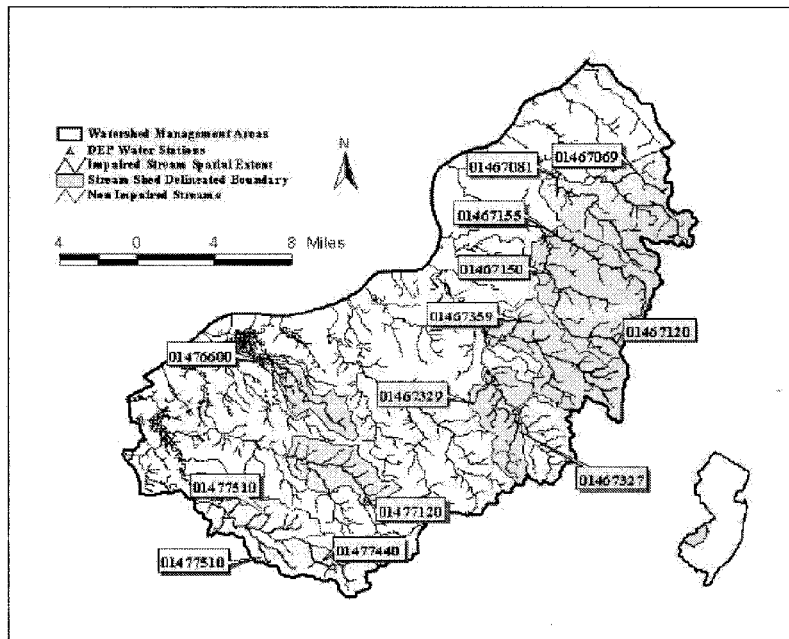 Watershed Management Areas
DEP Water Stations
Impaired Stream Spatial Extent
Stream Shed Delineated Boundary
Non Impaired Streams
N
4 0 4 8 Miles
01467069
01467081
01467155
01467150
01467359
01467120
01476600
01467329
01467327
01477510
01477120
01477440
01477510